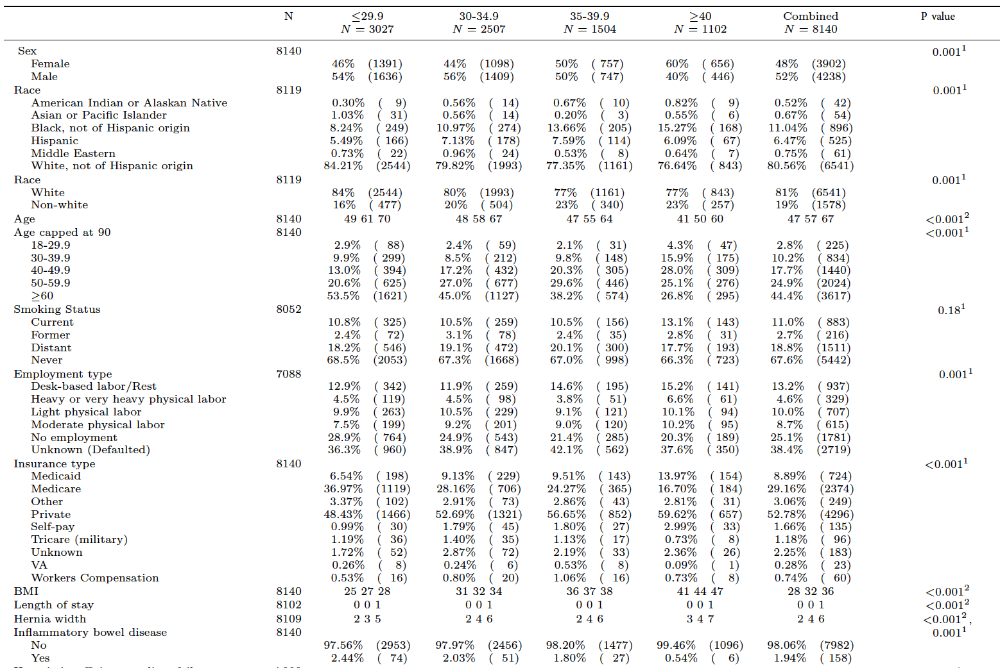 N ≤29.9 30-34.9 35-39.9 ≥40 Combined P value
N = 3027 N = 2507 N = 1504 N = 1102 N = 8140
Sex 8140 0.001¹
Female 46% (1391) 44% (1098) 50% ( 757) 60% ( 656) 48% (3902)
Male 54% (1636) 56% (1409) 50% ( 747) 40% ( 446) 52% (4238)
Race 8119 0.001¹
American Indian or Alaskan Native 0.30% ( 9) 0.56% ( 14) 0.67% ( 10) 0.82% ( 9) 0.52% ( 42)
Asian or Pacific Islander 1.03% ( 31) 0.56% ( 14) 0.20% ( 3) 0.55% ( 6) 0.67% ( 54)
Black, not of Hispanic origin 8.24% ( 249) 10.97% ( 274) 13.66% ( 205) 15.27% ( 168) 11.04% ( 896)
Hispanic 5.49% ( 166) 7.13% ( 178) 7.59% ( 114) 6.09% ( 67) 6.47% ( 525)
Middle Eastern 0.73% ( 22) 0.96% ( 24) 0.53% ( 8) 0.64% ( 7) 0.75% ( 61)
White, not of Hispanic origin 84.21% (2544) 79.82% (1993) 77.35% (1161) 76.64% ( 843) 80.56% (6541)
Race 8119 0.001¹
White 84% (2544) 80% (1993) 77% (1161) 77% ( 843) 81% (6541)
Non-white 16% ( 477) 20% ( 504) 23% ( 340) 23% ( 257) 19% (1578)
Age 8140 49 61 70 48 58 67 47 55 64 41 50 60 47 57 67 <0.001²
Age capped at 90 8140 <0.001¹
18-29.9 2.9% ( 88) 2.4% ( 59) 2.1% ( 31) 4.3% ( 47) 2.8% ( 225)
30-39.9 9.9% ( 299) 8.5% ( 212) 9.8% ( 148) 15.9% ( 175) 10.2% ( 834)
40-49.9 13.0% ( 394) 17.2% ( 432) 20.3% ( 305) 28.0% ( 309) 17.7% (1440)
50-59.9 20.6% ( 625) 27.0% ( 677) 29.6% ( 446) 25.1% ( 276) 24.9% (2024)
≥60 53.5% (1621) 45.0% (1127) 38.2% ( 574) 26.8% ( 295) 44.4% (3617)
Smoking Status 8052 0.18¹
Current 10.8% ( 325) 10.5% ( 259) 10.5% ( 156) 13.1% ( 143) 11.0% ( 883)
Former 2.4% ( 72) 3.1% ( 78) 2.4% ( 35) 2.8% ( 31) 2.7% ( 216)
Distant 18.2% ( 546) 19.1% ( 472) 20.1% ( 300) 17.7% ( 193) 18.8% (1511)
Never 68.5% (2053) 67.3% (1668) 67.0% ( 998) 66.3% ( 723) 67.6% (5442)
Employment type 7088 0.001¹
Desk-based labor/Rest 12.9% ( 342) 11.9% ( 259) 14.6% ( 195) 15.2% ( 141) 13.2% ( 937)
Heavy or very heavy physical labor 4.5% ( 119) 4.5% ( 98) 3.8% ( 51) 6.6% ( 61) 4.6% ( 329)
Light physical labor 9.9% ( 263) 10.5% ( 229) 9.1% ( 121) 10.1% ( 94) 10.0% ( 707)
Moderate physical labor 7.5% ( 199) 9.2% ( 201) 9.0% ( 120) 10.2% ( 95) 8.7% ( 615)
No employment 28.9% ( 764) 24.9% ( 543) 21.4% ( 285) 20.3% ( 189) 25.1% (1781)
Unknown (Defaulted) 36.3% ( 960) 38.9% ( 847) 42.1% ( 562) 37.6% ( 350) 38.4% (2719)
Insurance type 8140 <0.001¹
Medicaid 6.54% ( 198) 9.13% ( 229) 9.51% ( 143) 13.97% ( 154) 8.89% ( 724)
Medicare 36.97% (1119) 28.16% ( 706) 24.27% ( 365) 16.70% ( 184) 29.16% (2374)
Other 3.37% ( 102) 2.91% ( 73) 2.86% ( 43) 2.81% ( 31) 3.06% ( 249)
Private 48.43% (1466) 52.69% (1321) 56.65% ( 852) 59.62% ( 657) 52.78% (4296)
Self-pay 0.99% ( 30) 1.79% ( 45) 1.80% ( 27) 2.99% ( 33) 1.66% ( 135)
Tricare (military) 1.19% ( 36) 1.40% ( 35) 1.13% ( 17) 0.73% ( 8) 1.18% ( 96)
Unknown 1.72% ( 52) 2.87% ( 72) 2.19% ( 33) 2.36% ( 26) 2.25% ( 183)
VA 0.26% ( 8) 0.24% ( 6) 0.53% ( 8) 0.09% ( 1) 0.28% ( 23)
Workers Compensation 0.53% ( 16) 0.80% ( 20) 1.06% ( 16) 0.73% ( 8) 0.74% ( 60)
BMI 8140 25 27 28 31 32 34 36 37 38 41 44 47 28 32 36 <0.001²
Length of stay 8102 0 0 1 0 0 1 0 0 1 0 0 1 0 0 1 <0.001²
Hernia width 8109 2 3 5 2 4 6 2 4 6 3 4 7 2 4 6 <0.001²,
Inflammatory bowel disease 8140 0.001¹
No 97.56% (2953) 97.97% (2456) 98.20% (1477) 99.46% (1096) 98.06% (7982)
Yes 2.44% ( 74) 2.03% ( 51) 1.80% ( 27) 0.54% ( 6) 1.94% ( 158)